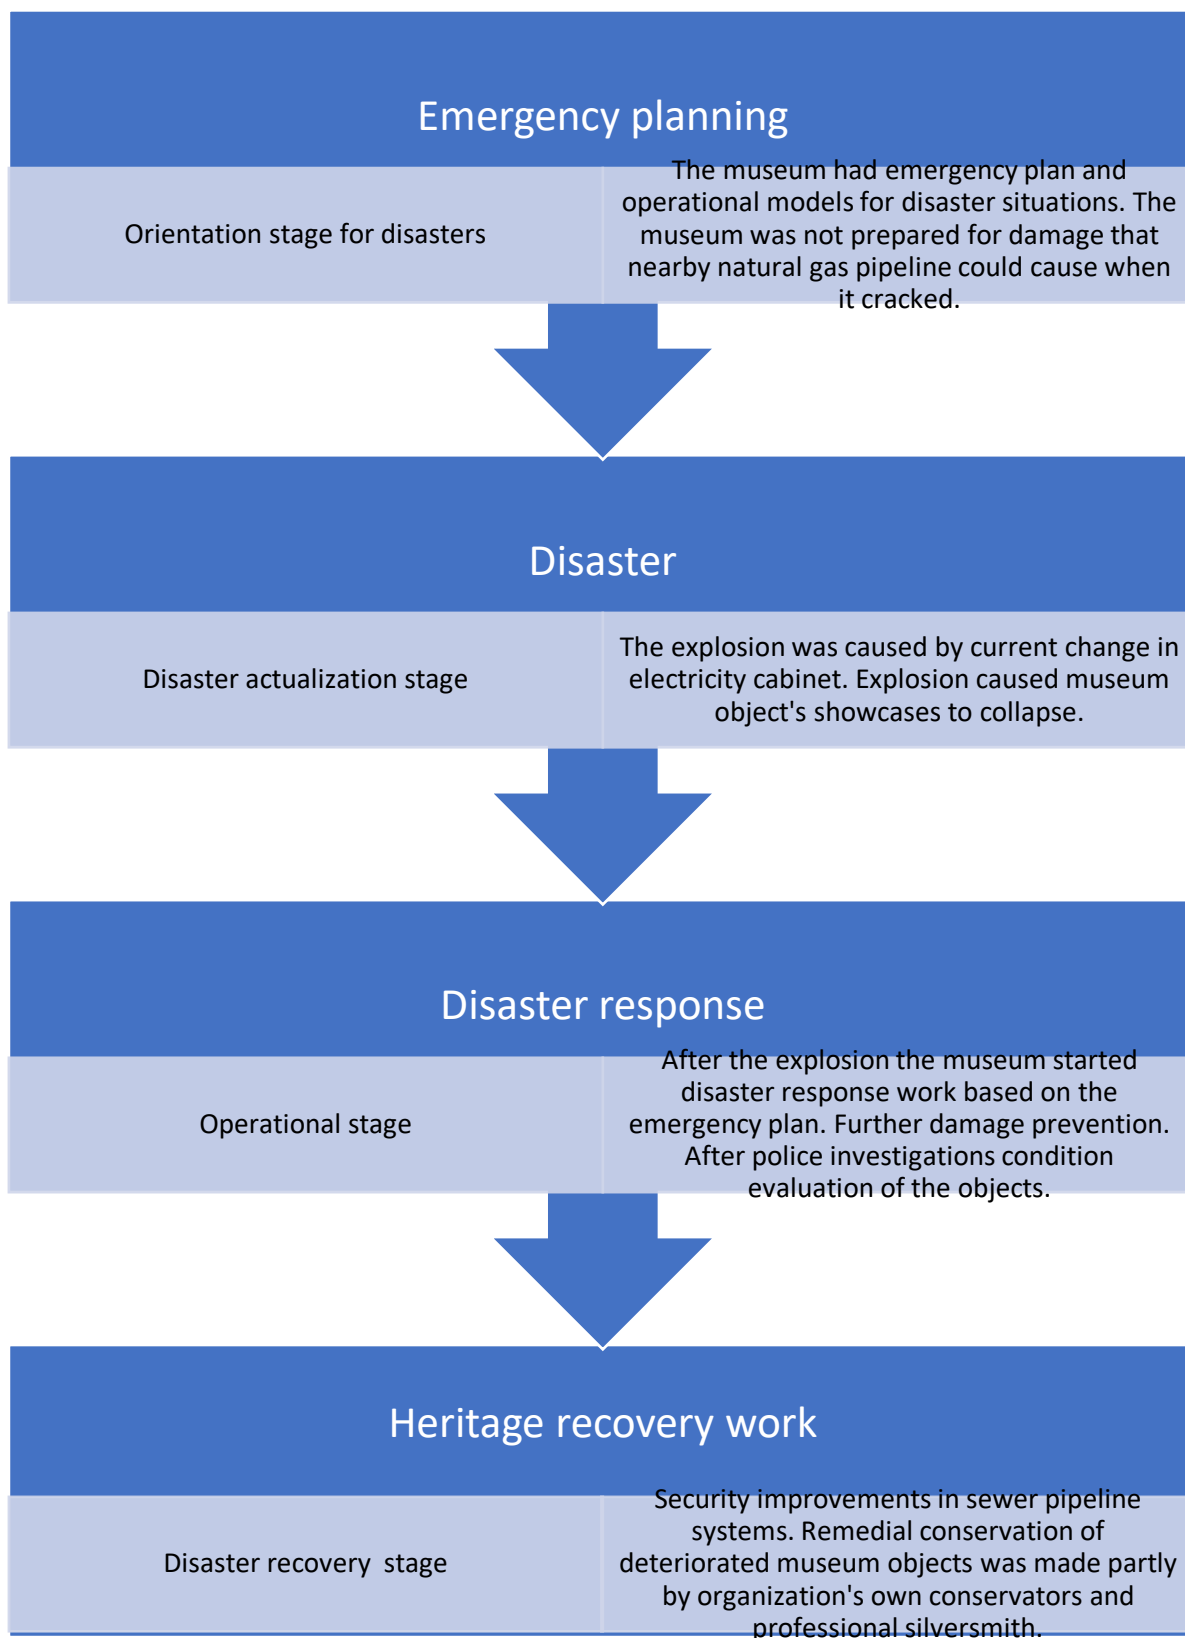 Emergency planning
Orientation stage for disasters
The museum had emergency plan and
operational models for disaster situations. The
museum was not prepared for damage that
nearby natural gas pipeline could cause when
it cracked.
Disaster
Disaster actualization stage
The explosion was caused by current change in
electricity cabinet. Explosion caused museum
object's showcases to collapse.
Disaster response
Operational stage
After the explosion the museum started
disaster response work based on the
emergency plan. Further damage prevention.
After police investigations condition
evaluation of the objects.
Heritage recovery work
Disaster recovery  stage
Security improvements in sewer pipeline
systems. Remedial conservation of
deteriorated museum objects was made partly
by organization's own conservators and
professional silversmith.